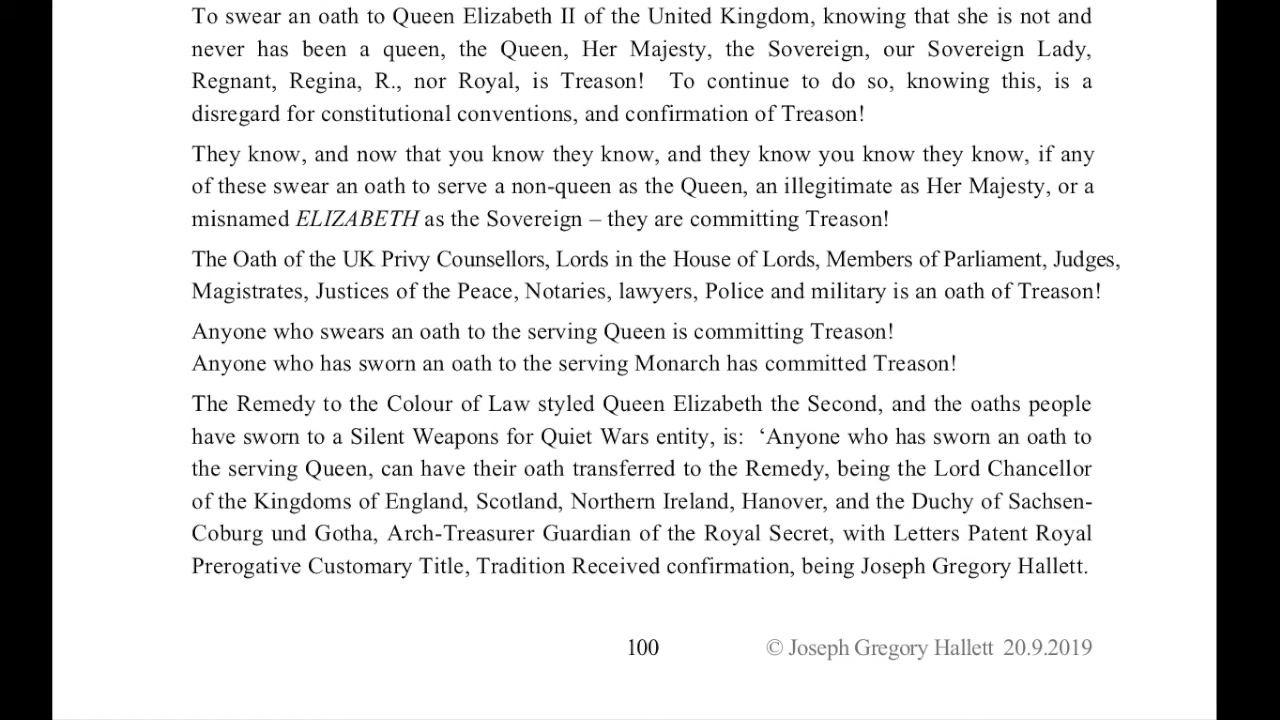 To swear an oath to Queen Elizabeth II of the United Kingdom, knowing that she is not and
never has been a queen, the Queen, Her Majesty, the Sovereign, our Sovereign Lady,
Regnant, Regina, R., nor Royal, is Treason! To continue to do so, knowing this, is a
disregard for constitutional conventions, and confirmation of Treason!
They know, and now that you know they know, and they know you know they know, if any
of these swear an oath to serve a non-queen as the Queen, an illegitimate as Her Majesty, or a
misnamed ELIZABETH as the Sovereign – they are committing Treason!
The Oath of the UK Privy Counsellors, Lords in the House of Lords, Members of Parliament, Judges,
Magistrates, Justices of the Peace, Notaries, lawyers, Police and military is an oath of Treason!
Anyone who swears an oath to the serving Queen is committing Treason!
Anyone who has sworn an oath to the serving Monarch has committed Treason!
The Remedy to the Colour of Law styled Queen Elizabeth the Second, and the oaths people
have sworn to a Silent Weapons for Quiet Wars entity, is: ‘Anyone who has sworn an oath to
the serving Queen, can have their oath transferred to the Remedy, being the Lord Chancellor
of the Kingdoms of England, Scotland, Northern Ireland, Hanover, and the Duchy of Sachsen-
Coburg und Gotha, Arch-Treasurer Guardian of the Royal Secret, with Letters Patent Royal
Prerogative Customary Title, Tradition Received confirmation, being Joseph Gregory Hallett.
100 © Joseph Gregory Hallett 20.9.2019